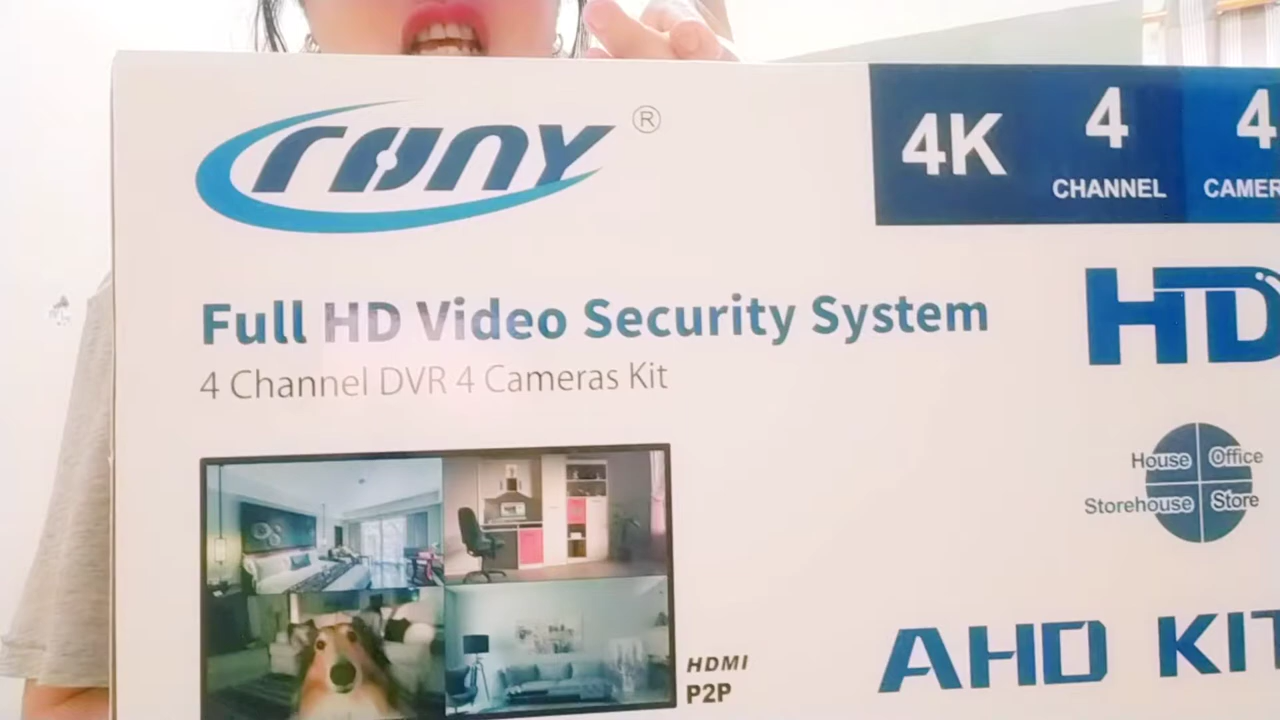 rony ®
4K
4
CHANNEL
4
CAMER
Full HD Video Security System
4 Channel DVR 4 Cameras Kit
HD
House Office
Storehouse Store
HDMI
P2P
AHD KIT